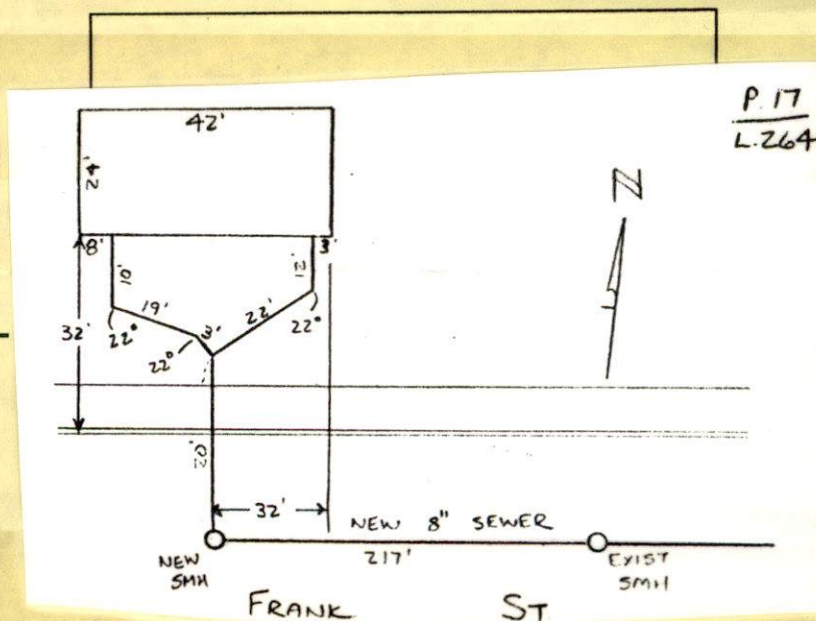 P. 17
L. 264
42'
24'
N
8'
3'
10'
12'
19'
22'
22°
3'
22°
22°
32'
20'
32'
NEW 8" SEWER
217'
NEW
SMH
EXIST
SMH
FRANK ST